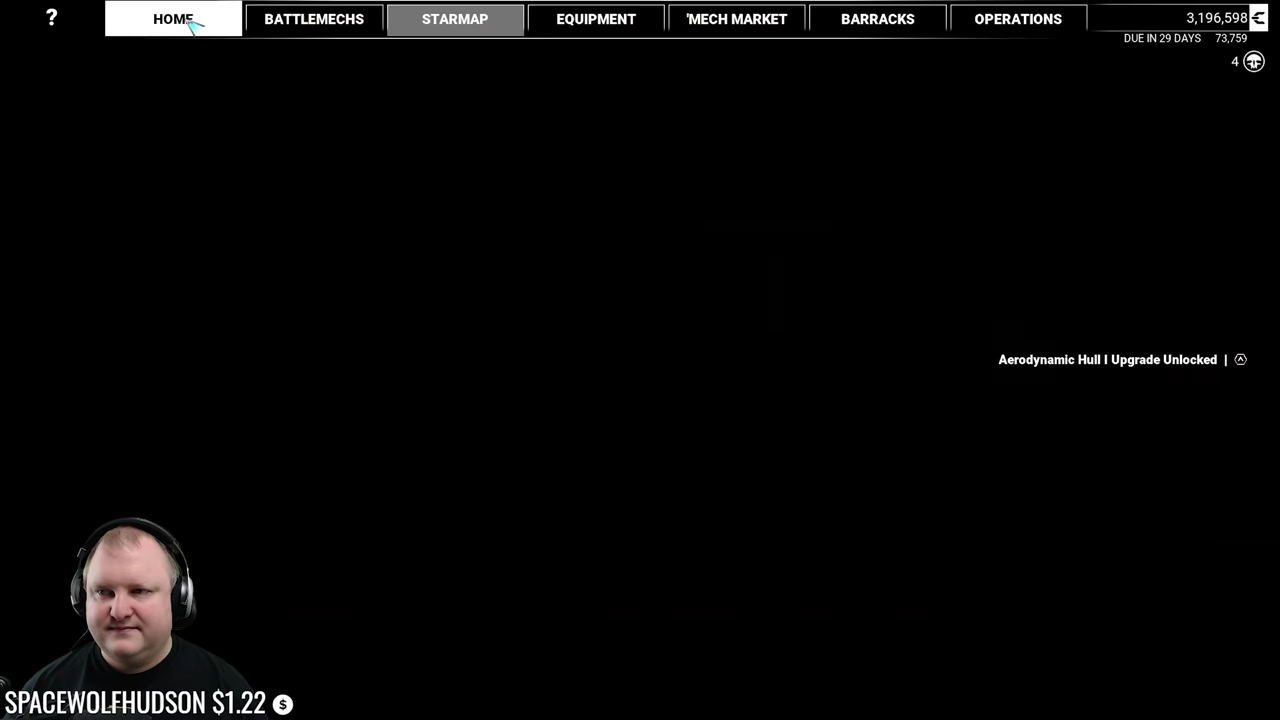 ?
HOME
BATTLEMECHS
STARMAP
EQUIPMENT
'MECH MARKET
BARRACKS
OPERATIONS
3,196,598
DUE IN 29 DAYS 73,759
4
Aerodynamic Hull I Upgrade Unlocked |
SPACEWOLFHUDSON $1.22 $